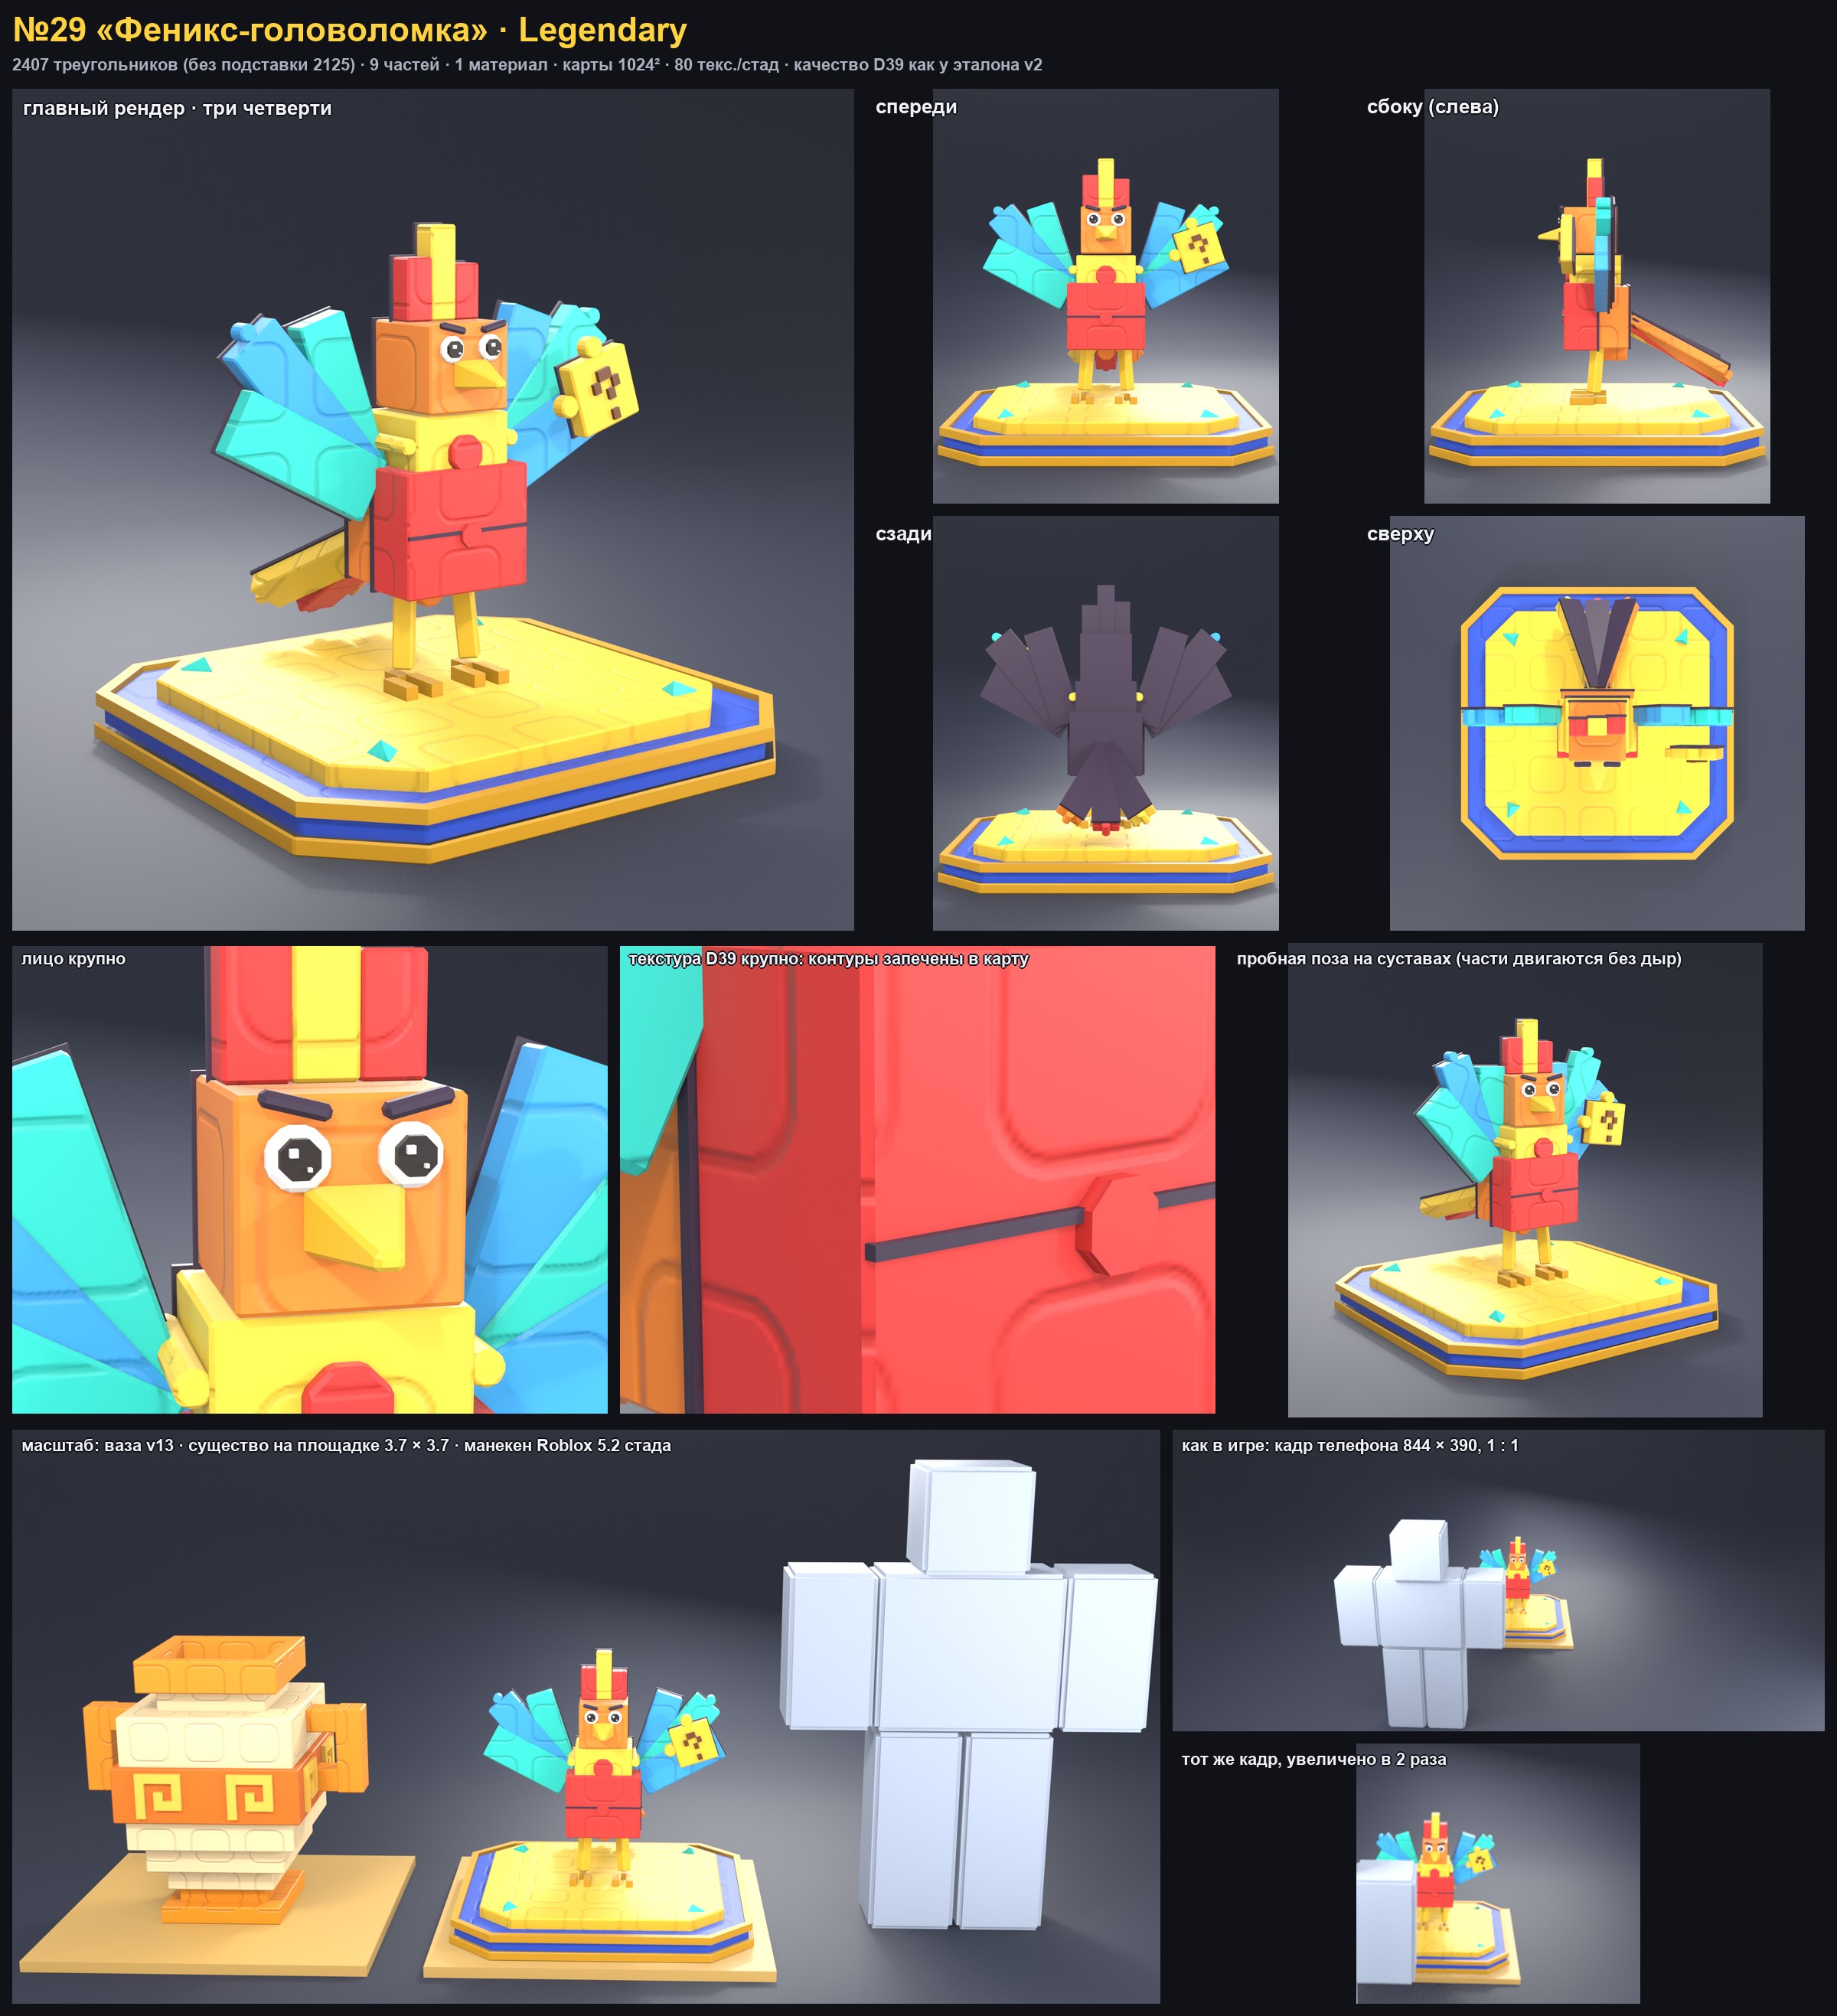 №29 «Феникс-головоломка» · Legendary
2407 треугольников (без подставки 2125) · 9 частей · 1 материал · карты 1024² · 80 текс./стад · качество D39 как у эталона v2
главный рендер · три четверти
спереди
сбоку (слева)
сзади
сверху
лицо крупно
текстура D39 крупно: контуры запечены в карту
пробная поза на суставах (части двигаются без дыр)
масштаб: ваза v13 · существо на площадке 3.7 × 3.7 · манекен Roblox 5.2 стада
как в игре: кадр телефона 844 × 390, 1 : 1
тот же кадр, увеличено в 2 раза